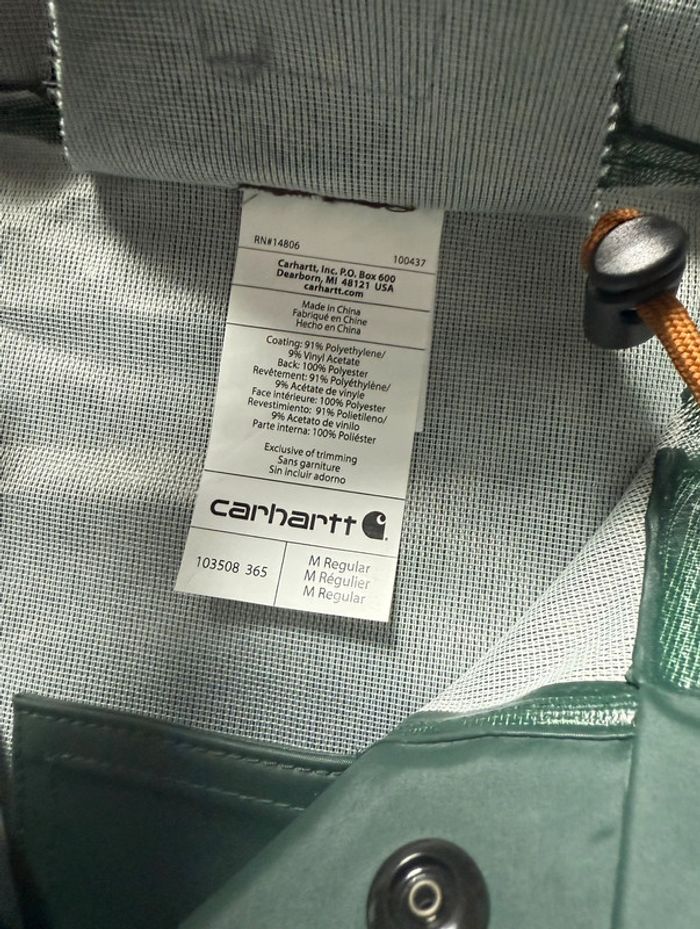 RN#14806 100437
Carhartt, Inc. P.O. Box 600
Dearborn, MI 48121 USA
carhartt.com
Made in China
Fabriqué en Chine
Hecho en China
Coating: 91% Polyethylene/
9% Vinyl Acetate
Back: 100% Polyester
Revêtement: 91% Polyéthylène/
9% Acétate de vinyle
Face intérieure: 100% Polyester
Revestimiento: 91% Polietileno/
9% Acetato de vinilo
Parte interna: 100% Poliéster
Exclusive of trimming
Sans garniture
Sin incluir adorno
carhartt
103508 365
M Regular
M Régulier
M Regular